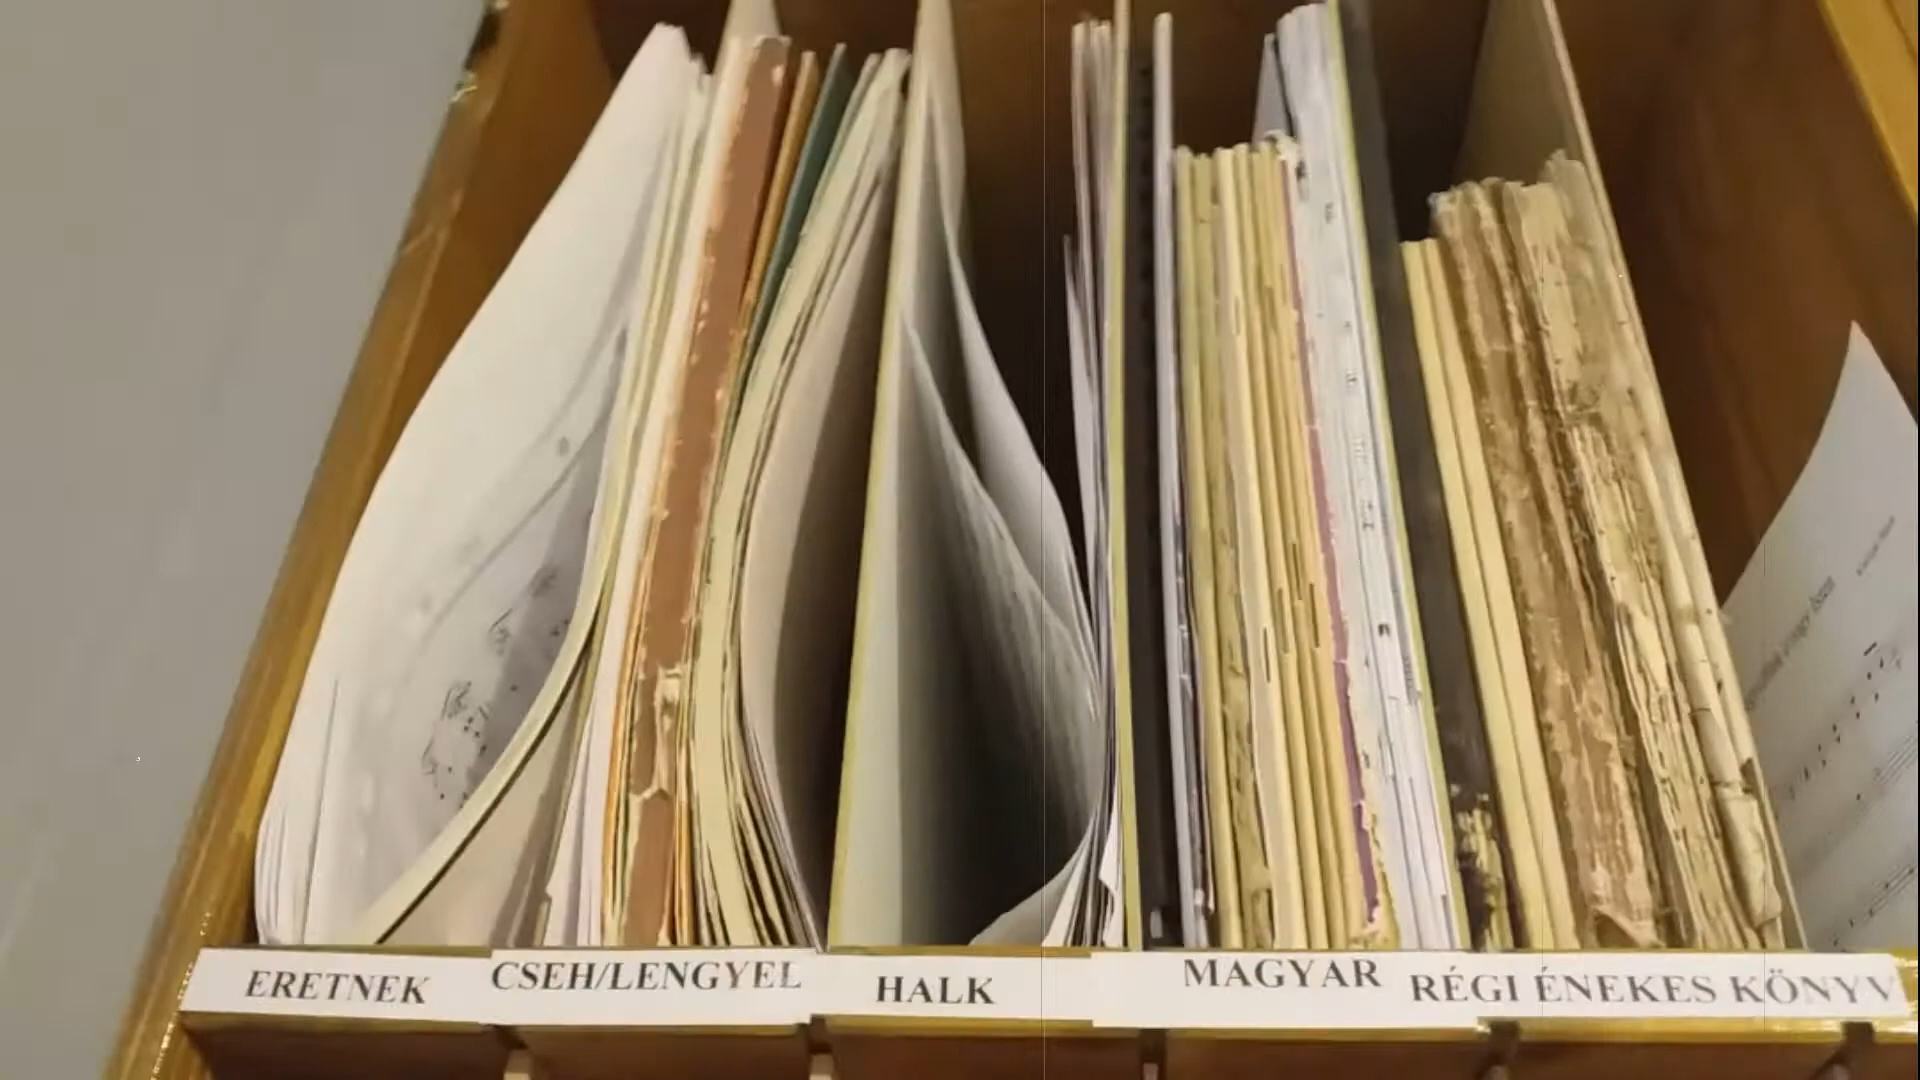 ERETNEK
CSEH/LENGYEL
HALK
MAGYAR
RÉGI ÉNEKES KÖNYV